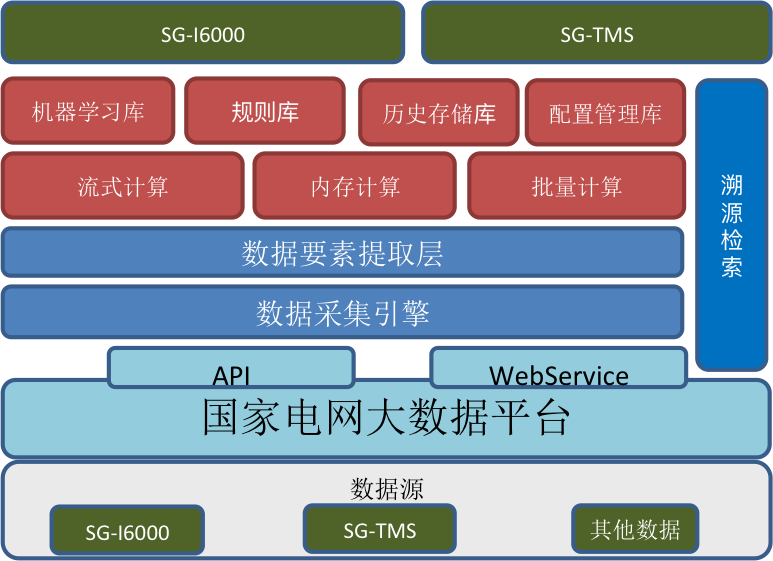 SG-I6000
SG-TMS
机器学习库
规则库
历史存储库
配置管理库
流式计算
内存计算
批量计算
溯源检索
数据要素提取层
数据采集引擎
API
WebService
国家电网大数据平台
数据源
SG-I6000
SG-TMS
其他数据